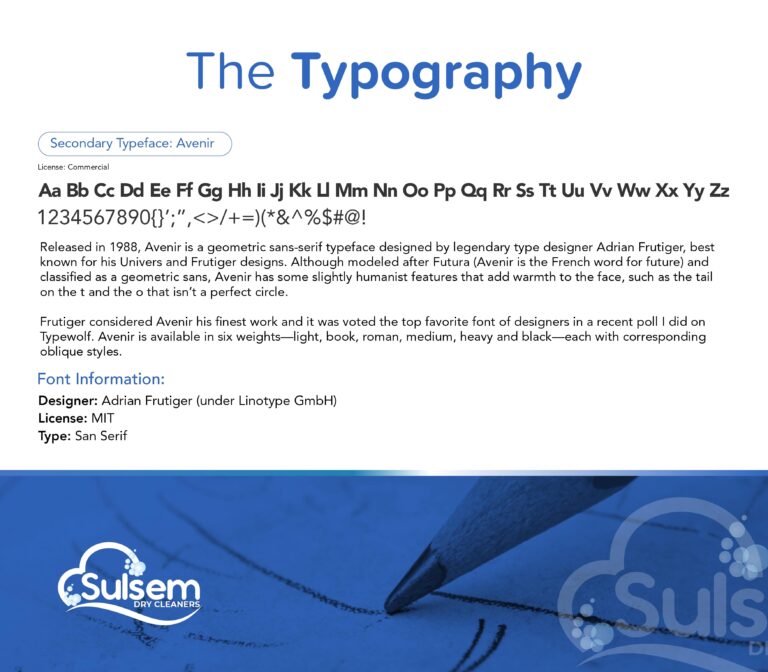 The Typography
Secondary Typeface: Avenir
License: Commercial
Aa Bb Cc Dd Ee Ff Gg Hh Ii Jj Kk Ll Mm Nn Oo Pp Qq Rr Ss Tt Uu Vv Ww Xx Yy Zz
1234567890{}’;”,<>/+=)(*&^%$#@!
Released in 1988, Avenir is a geometric sans-serif typeface designed by legendary type designer Adrian Frutiger, best
known for his Univers and Frutiger designs. Although modeled after Futura (Avenir is the French word for future) and
classified as a geometric sans, Avenir has some slightly humanist features that add warmth to the face, such as the tail
on the t and the o that isn’t a perfect circle.
Frutiger considered Avenir his finest work and it was voted the top favorite font of designers in a recent poll I did on
Typewolf. Avenir is available in six weights—light, book, roman, medium, heavy and black—each with corresponding
oblique styles.
Font Information:
Designer: Adrian Frutiger (under Linotype GmbH)
License: MIT
Type: San Serif
Sulsem
DRY CLEANERS
Suls
D